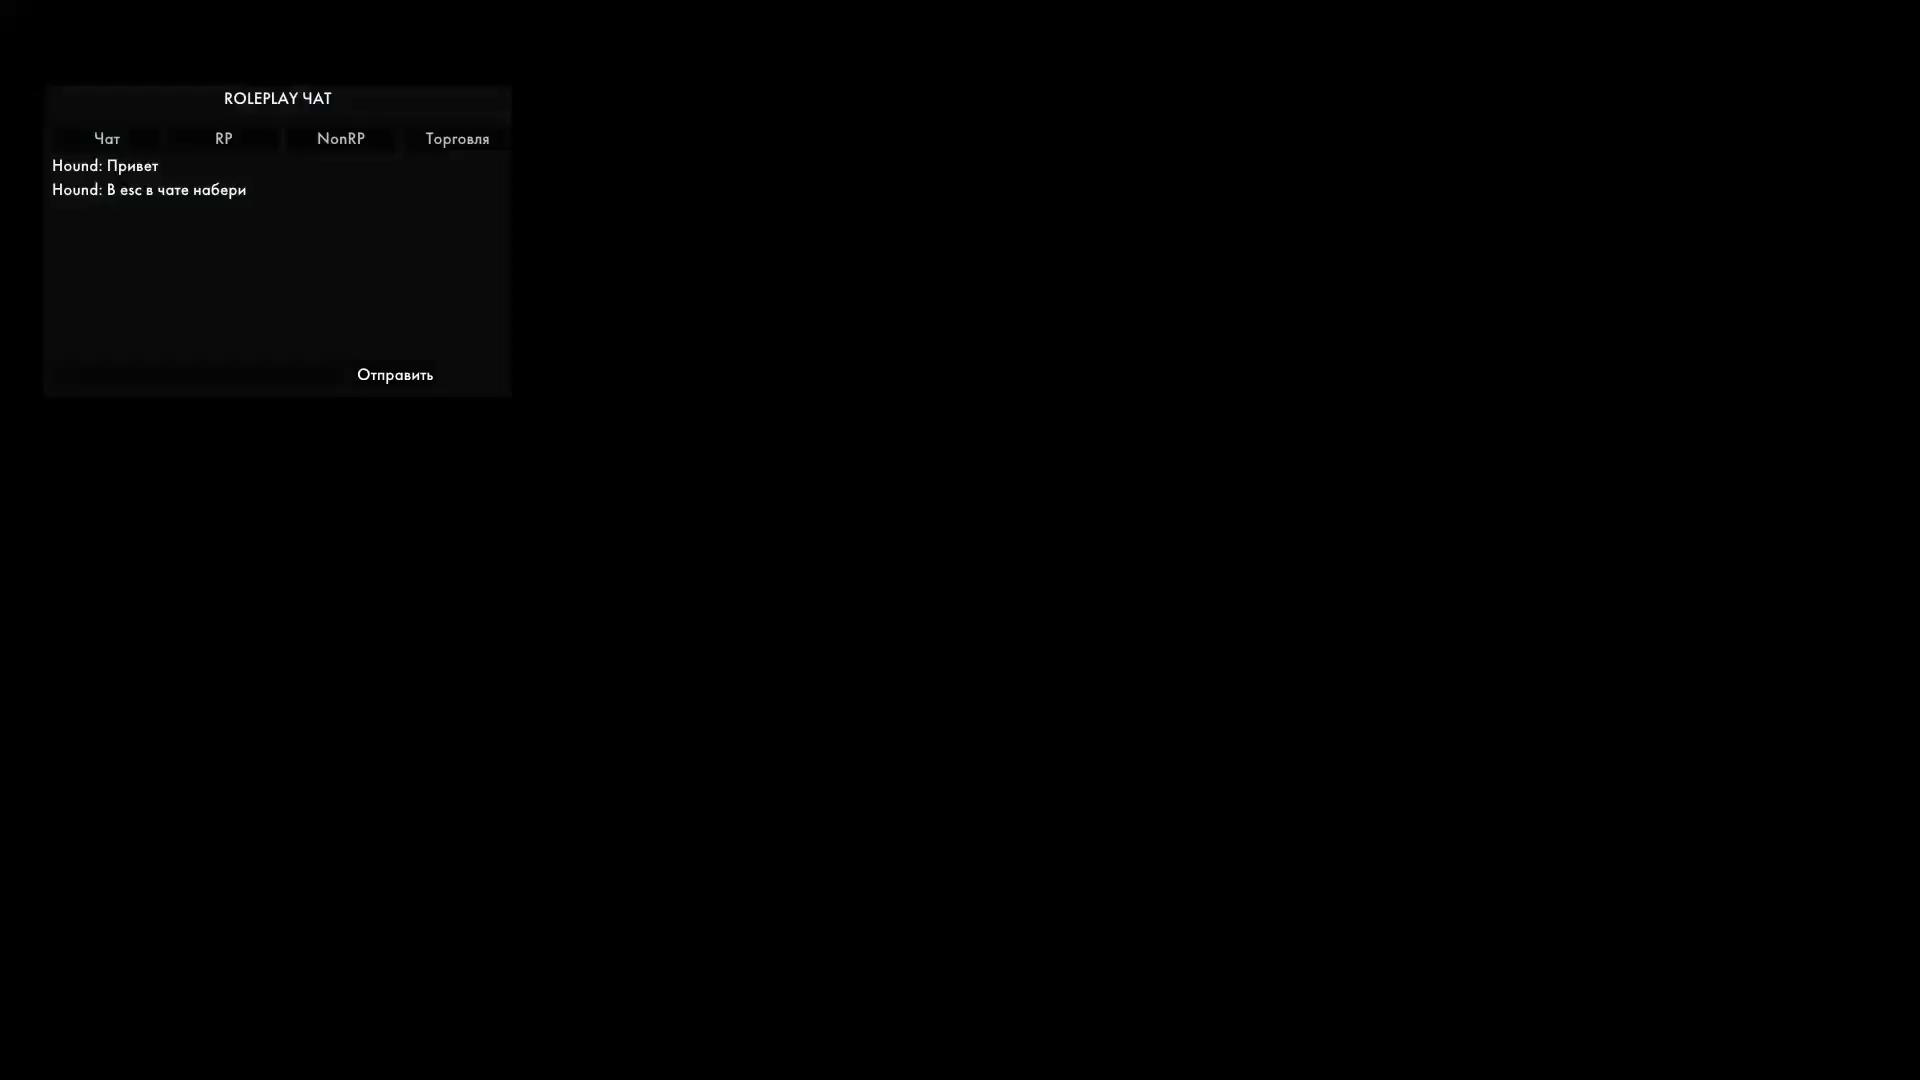 ROLEPLAY ЧАТ
Чат RP NonRP Торговля
Hound: Привет
Hound: В esc в чате набери
Отправить